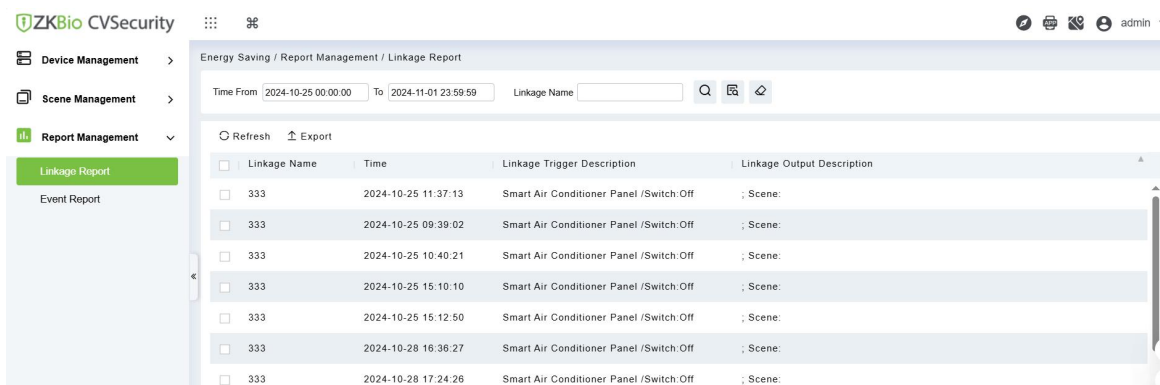 ZKBio CVSecurity
admin
Device Management
Scene Management
Report Management
Linkage Report
Event Report
Energy Saving / Report Management / Linkage Report
Time From 2024-10-25 00:00:00 To 2024-11-01 23:59:59 Linkage Name
Refresh Export
Linkage Name Time Linkage Trigger Description Linkage Output Description
333 2024-10-25 11:37:13 Smart Air Conditioner Panel /Switch:Off ; Scene:
333 2024-10-25 09:39:02 Smart Air Conditioner Panel /Switch:Off ; Scene:
333 2024-10-25 10:40:21 Smart Air Conditioner Panel /Switch:Off ; Scene:
333 2024-10-25 15:10:10 Smart Air Conditioner Panel /Switch:Off ; Scene:
333 2024-10-25 15:12:50 Smart Air Conditioner Panel /Switch:Off ; Scene:
333 2024-10-28 16:36:27 Smart Air Conditioner Panel /Switch:Off ; Scene:
333 2024-10-28 17:24:26 Smart Air Conditioner Panel /Switch:Off ; Scene: